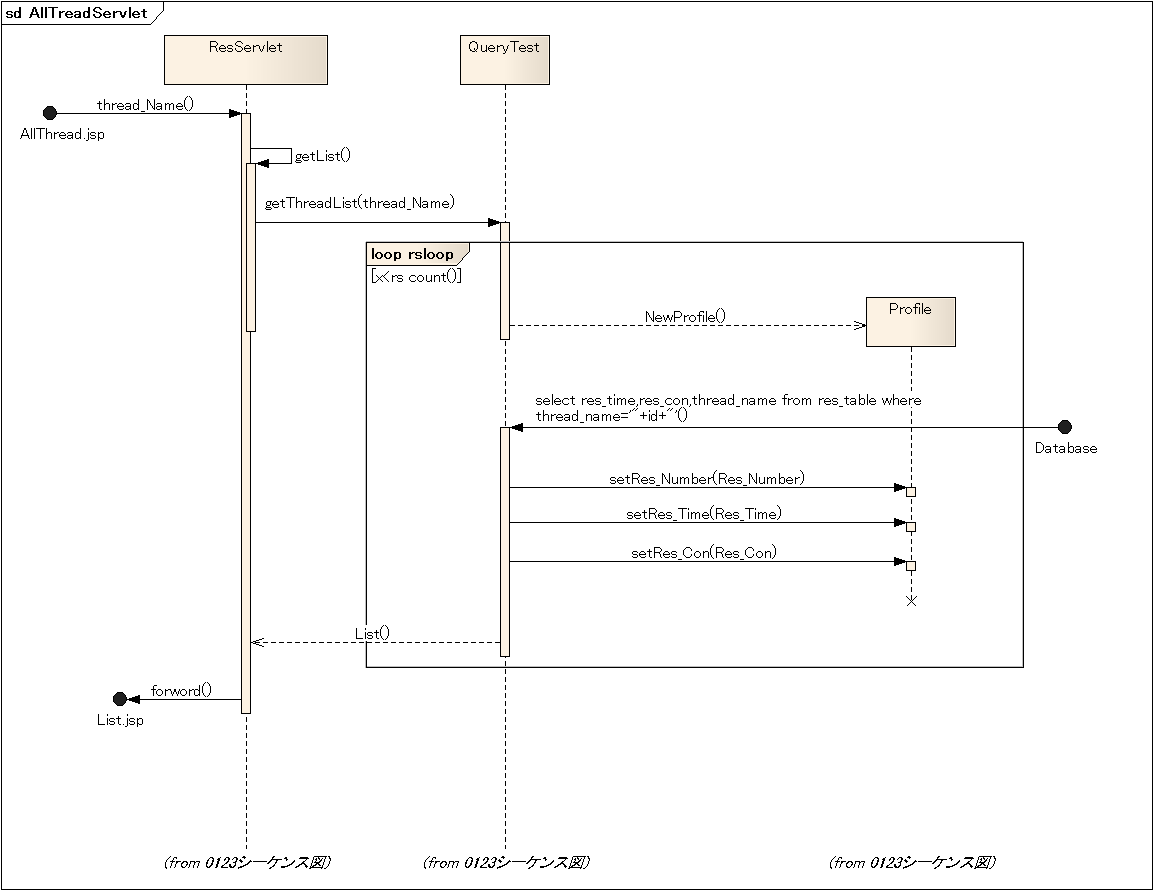 sd AllTreadServlet
ResServlet
QueryTest
thread_Name()
AllThread.jsp
getList()
getThreadList(thread_Name)
loop rsloop
[x<rs count()]
Profile
NewProfile()
select res_time,res_con,thread_name from res_table where
thread_name='"+id+"'()
Database
setRes_Number(Res_Number)
setRes_Time(Res_Time)
setRes_Con(Res_Con)
List()
forword()
List.jsp
(from 0123シーケンス図)
(from 0123シーケンス図)
(from 0123シーケンス図)